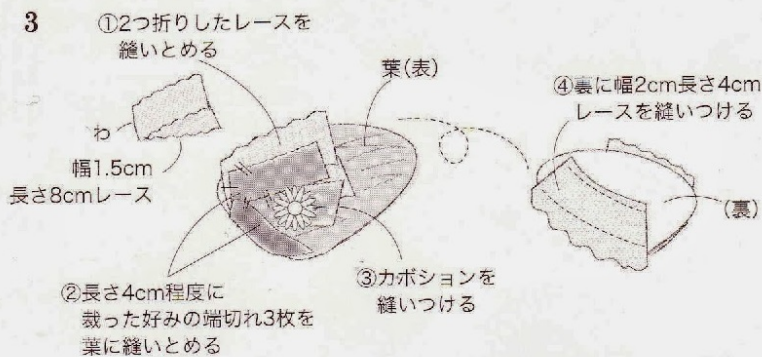 3
①2つ折りしたレースを
縫いとめる
葉(表)
④裏に幅2cm長さ4cm
レースを縫いつける
わ
幅1.5cm
長さ8cmレース
(裏)
②長さ4cm程度に
裁った好みの端切れ3枚を
葉に縫いとめる
③カボションを
縫いつける